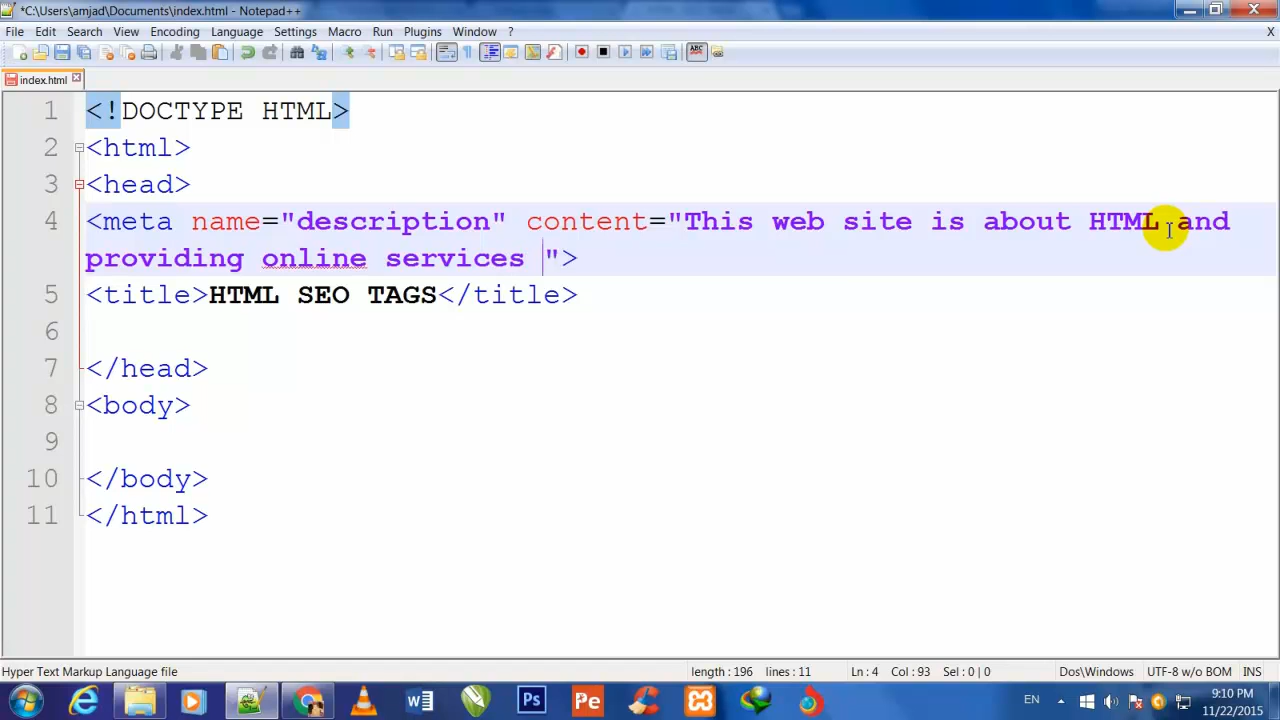 *C:\Users\amjad\Documents\index.html - Notepad++
File Edit Search View Encoding Language Settings Macro Run Plugins Window ? X
index.html
1 <!DOCTYPE HTML>
2 <html>
3 <head>
4 <meta name="description" content="This web site is about HTML and
providing online services ">
5 <title>HTML SEO TAGS</title>
6
7 </head>
8 <body>
9
10 </body>
11 </html>
Hyper Text Markup Language file length : 196 lines : 11 Ln : 4 Col : 93 Sel : 0 | 0 Dos\Windows UTF-8 w/o BOM INS
EN 9:10 PM
11/22/2015